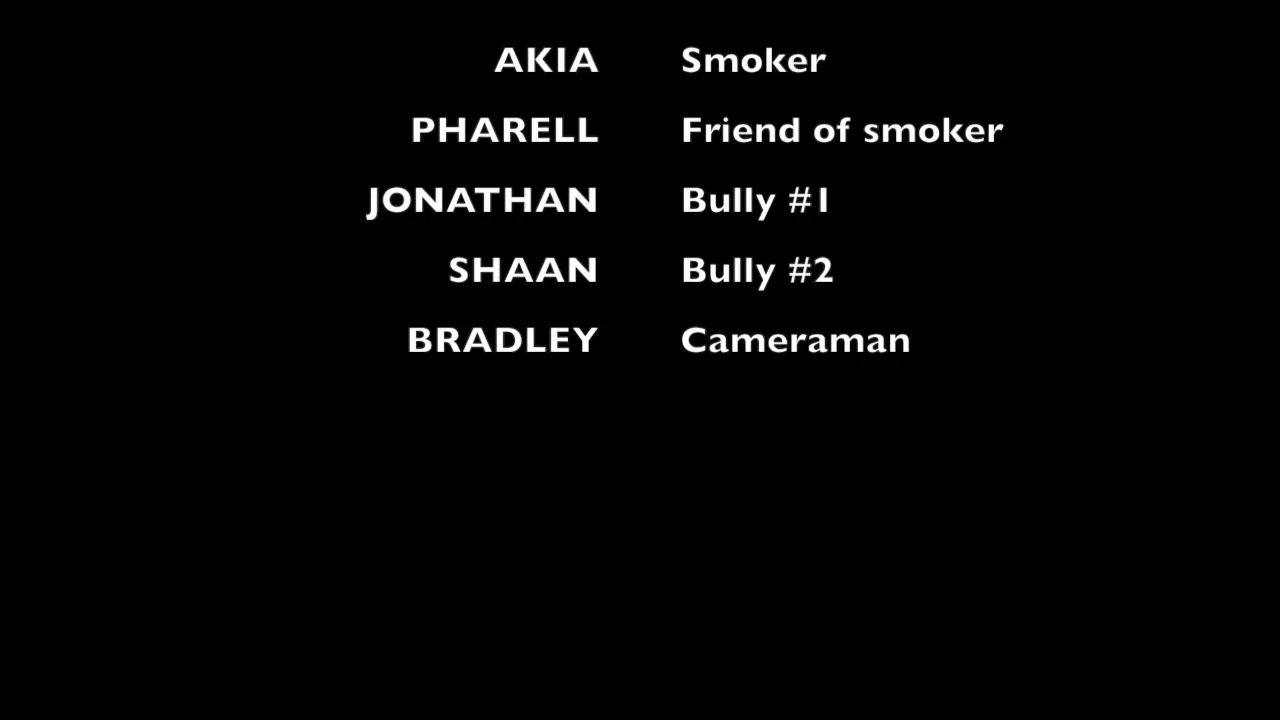 AKIA Smoker
PHARELL Friend of smoker
JONATHAN Bully #1
SHAAN Bully #2
BRADLEY Cameraman